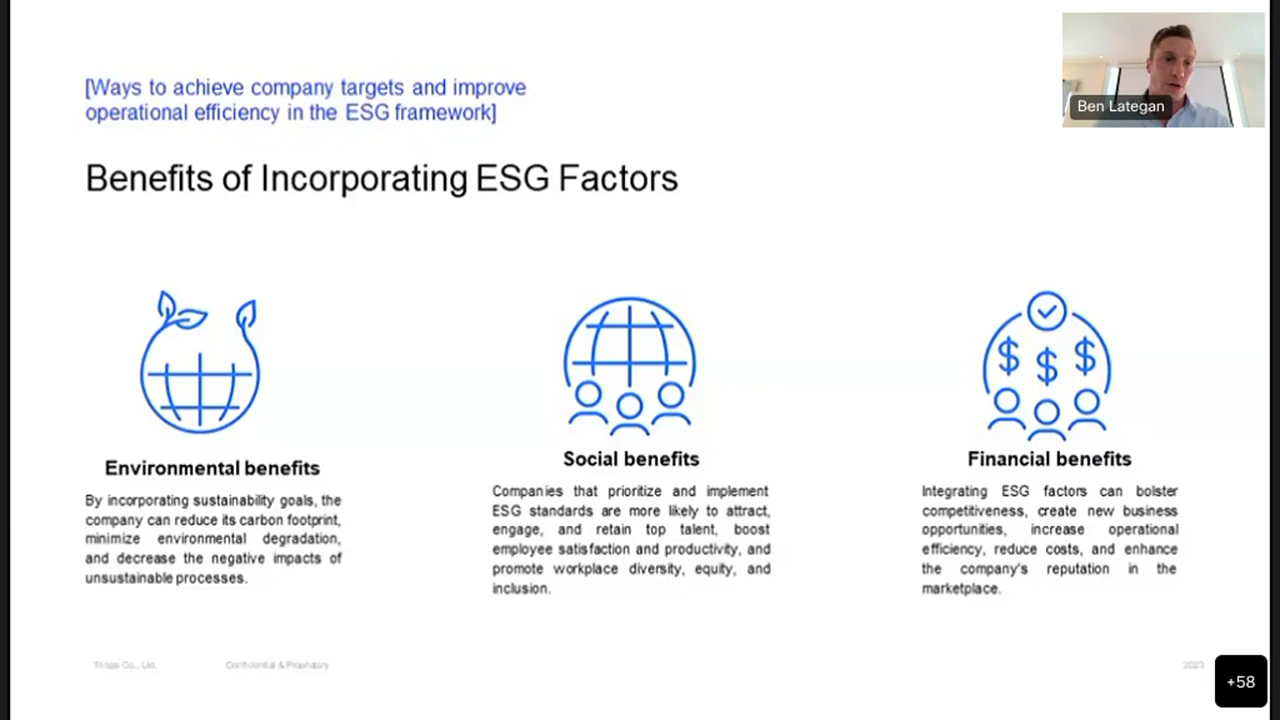 [Ways to achieve company targets and improve
operational efficiency in the ESG framework]
Ben Lategan
Benefits of Incorporating ESG Factors
$ $ $
Environmental benefits
By incorporating sustainability goals, the
company can reduce its carbon footprint,
minimize environmental degradation,
and decrease the negative impacts of
unsustainable processes.
Social benefits
Companies that prioritize and implement
ESG standards are more likely to attract,
engage, and retain top talent, boost
employee satisfaction and productivity, and
promote workplace diversity, equity, and
inclusion.
Financial benefits
Integrating ESG factors can bolster
competitiveness, create new business
opportunities, increase operational
efficiency, reduce costs, and enhance
the company's reputation in the
marketplace.
Co., Ltd.
Confidential & Proprietary
2023
+58